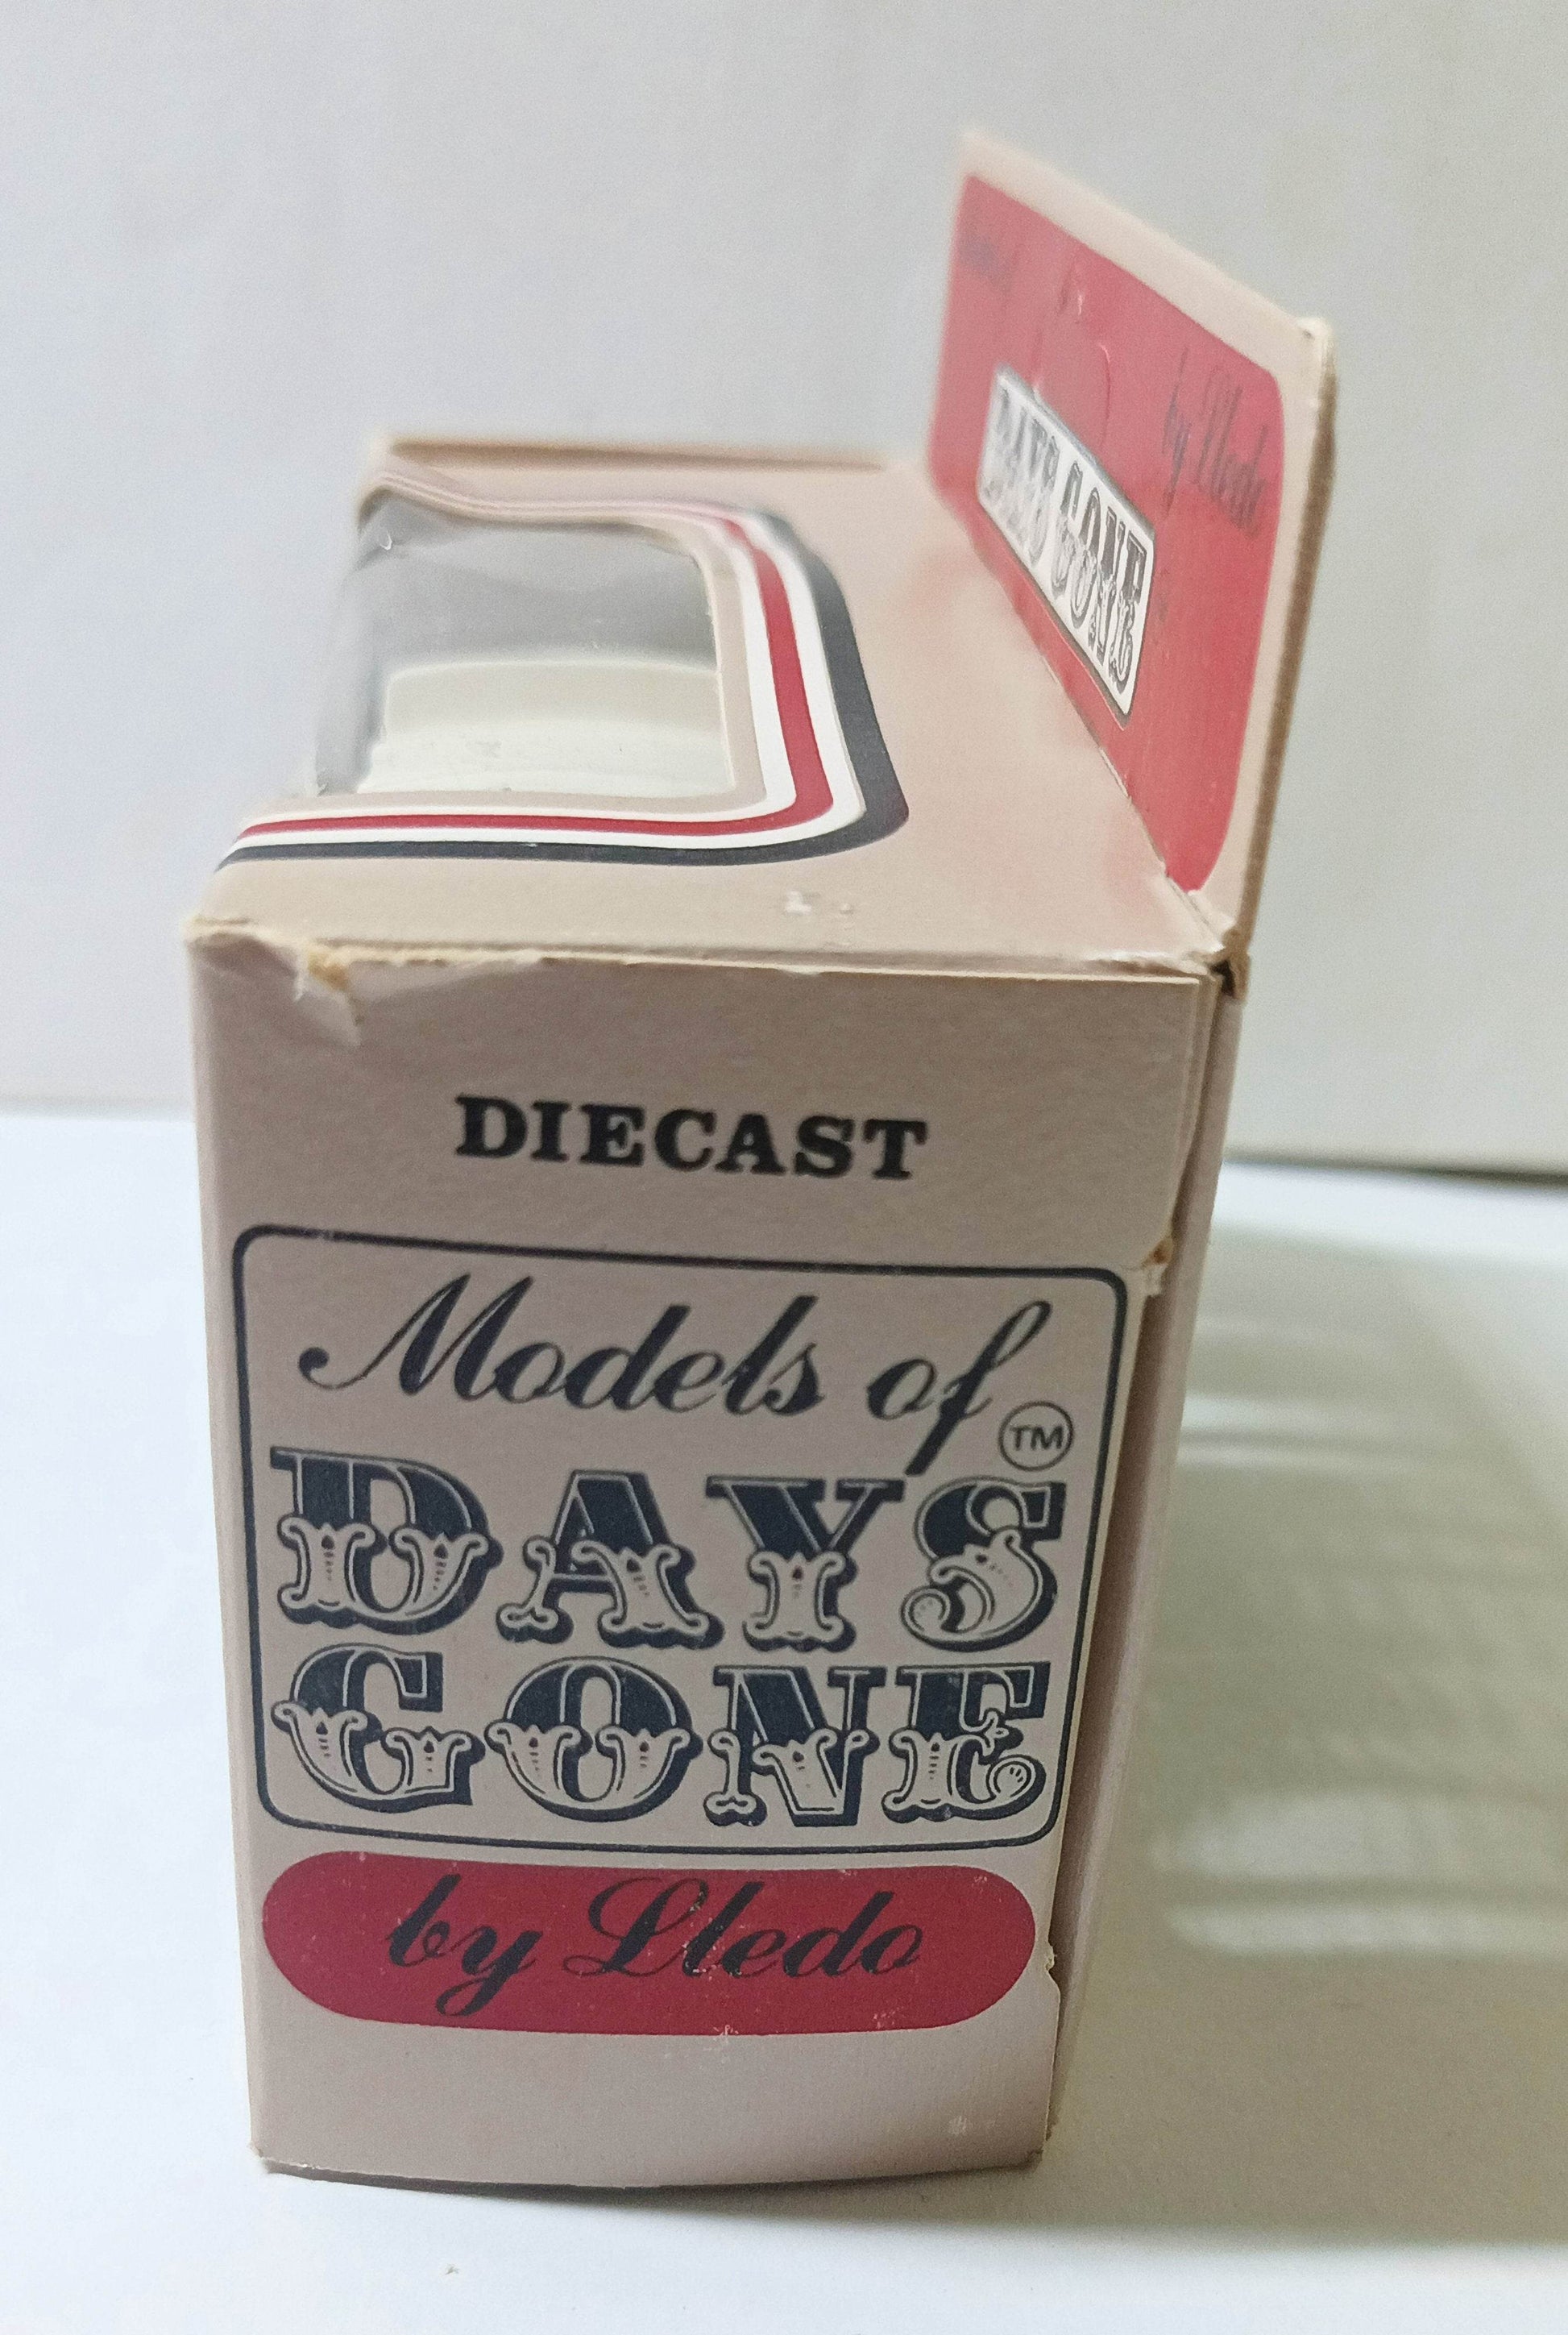 DAYS GONE
by Lledo
DIECAST
Models of
TM
DAYS
GONE
by Lledo